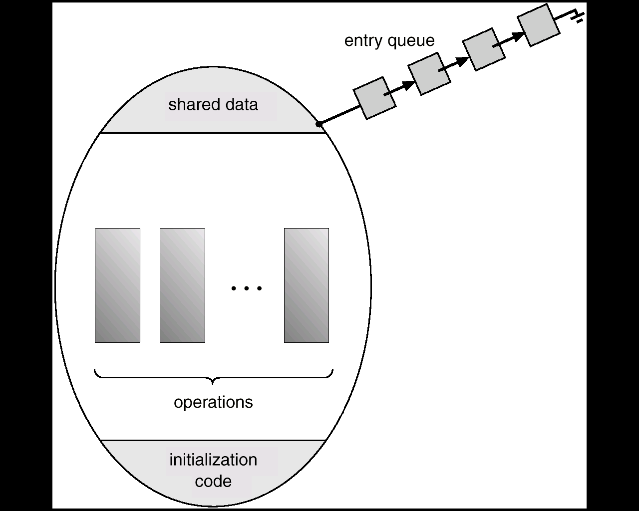 entry queue
shared data
. . .
operations
initialization
code